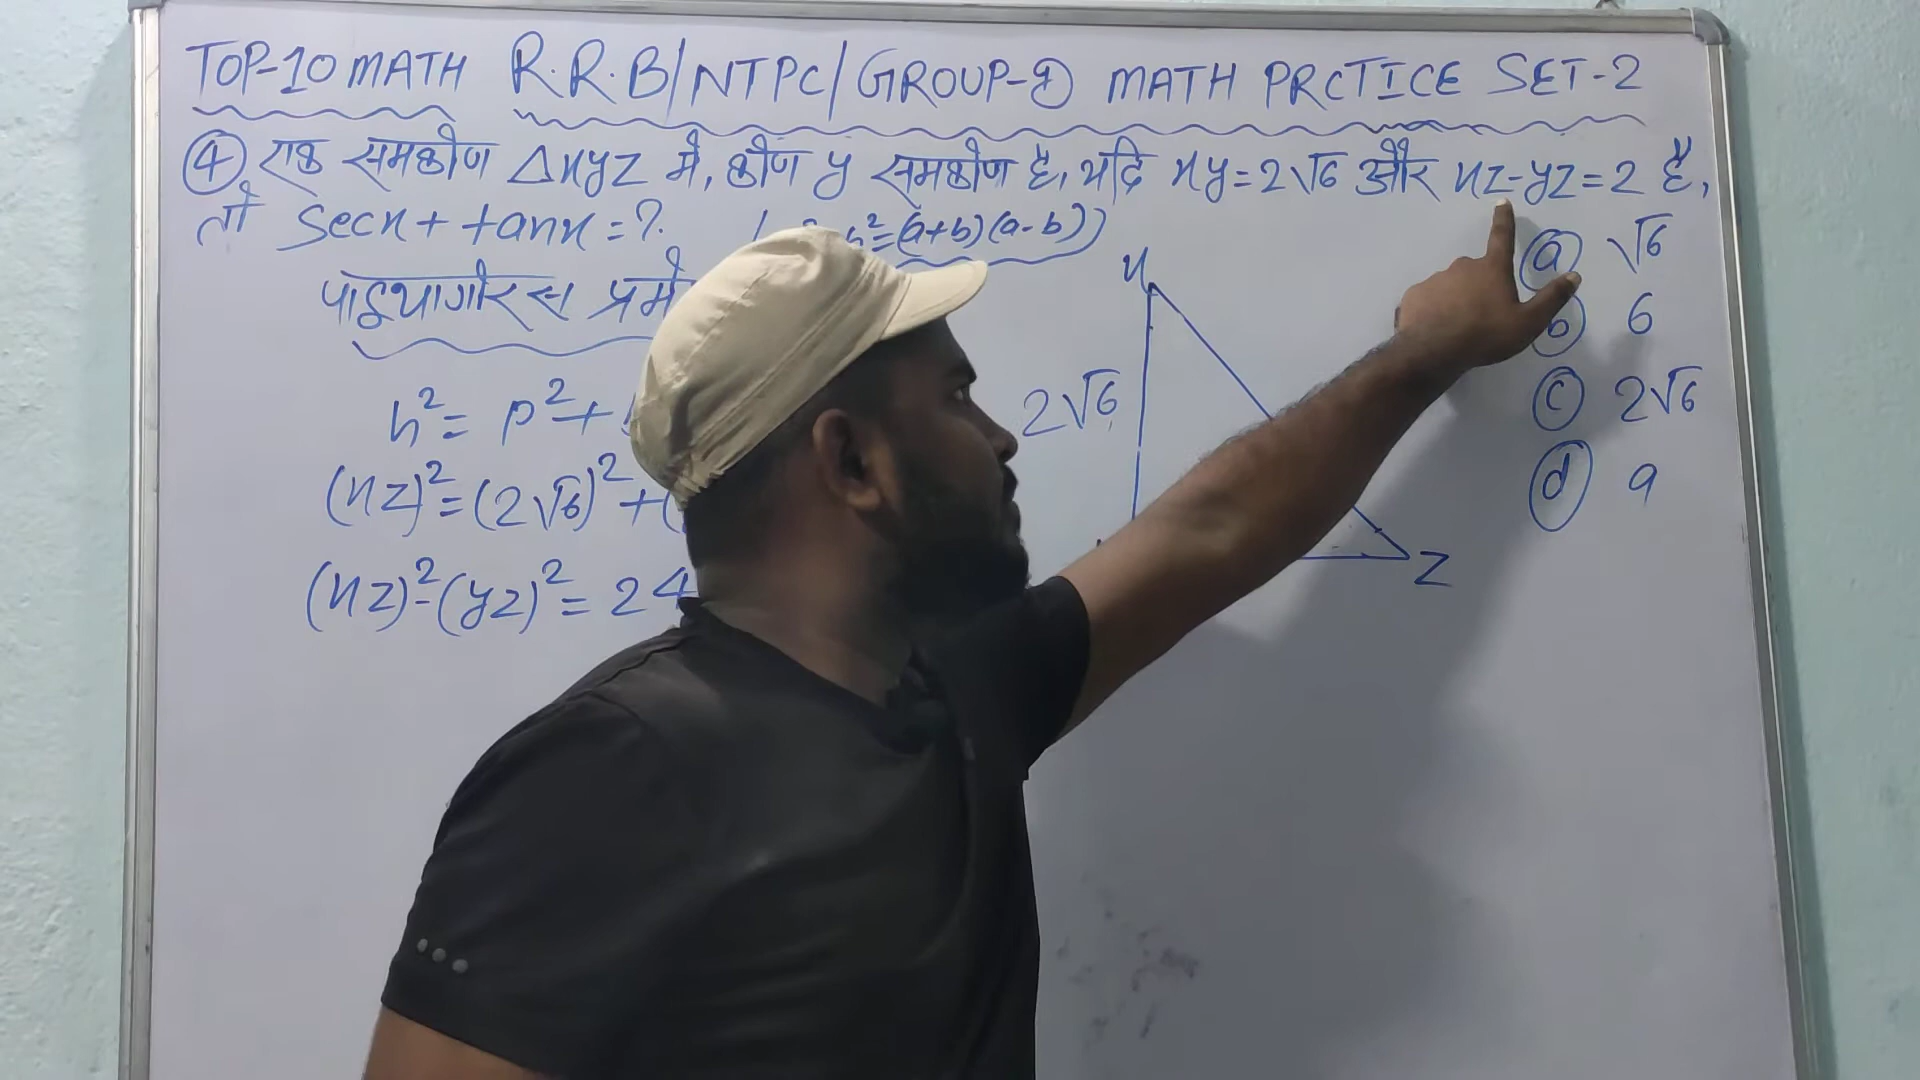 TOP-10 MATH R.R.B/NTPC/GROUP-D MATH PRCTICE SET-2
④ एक समकोण ΔxyZ मे, कोण y समकोण है, यदि xy=2√6 और xz-yz=2 है,
तो Secx + tanx = ?. b²=(a+b)(a-b))
(a) √6
(b) 6
(c) 2√6
(d) 9
पाइथागोरस प्रमे
h² = p² +
(xz)² = (2√6)² + (
(xz)² - (yz)² = 24
x
2√6
Z